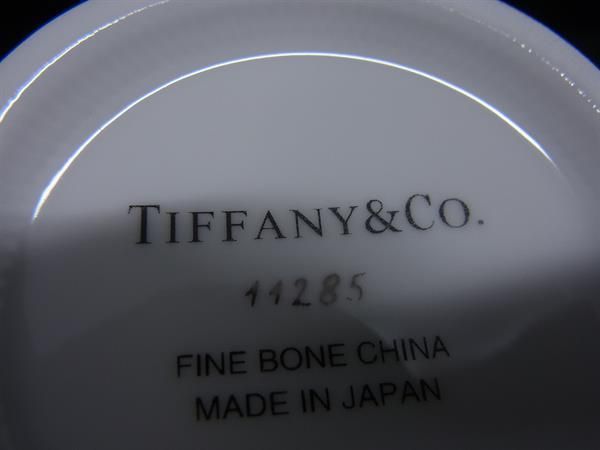 TIFFANY&CO.
11285
FINE BONE CHINA
MADE IN JAPAN